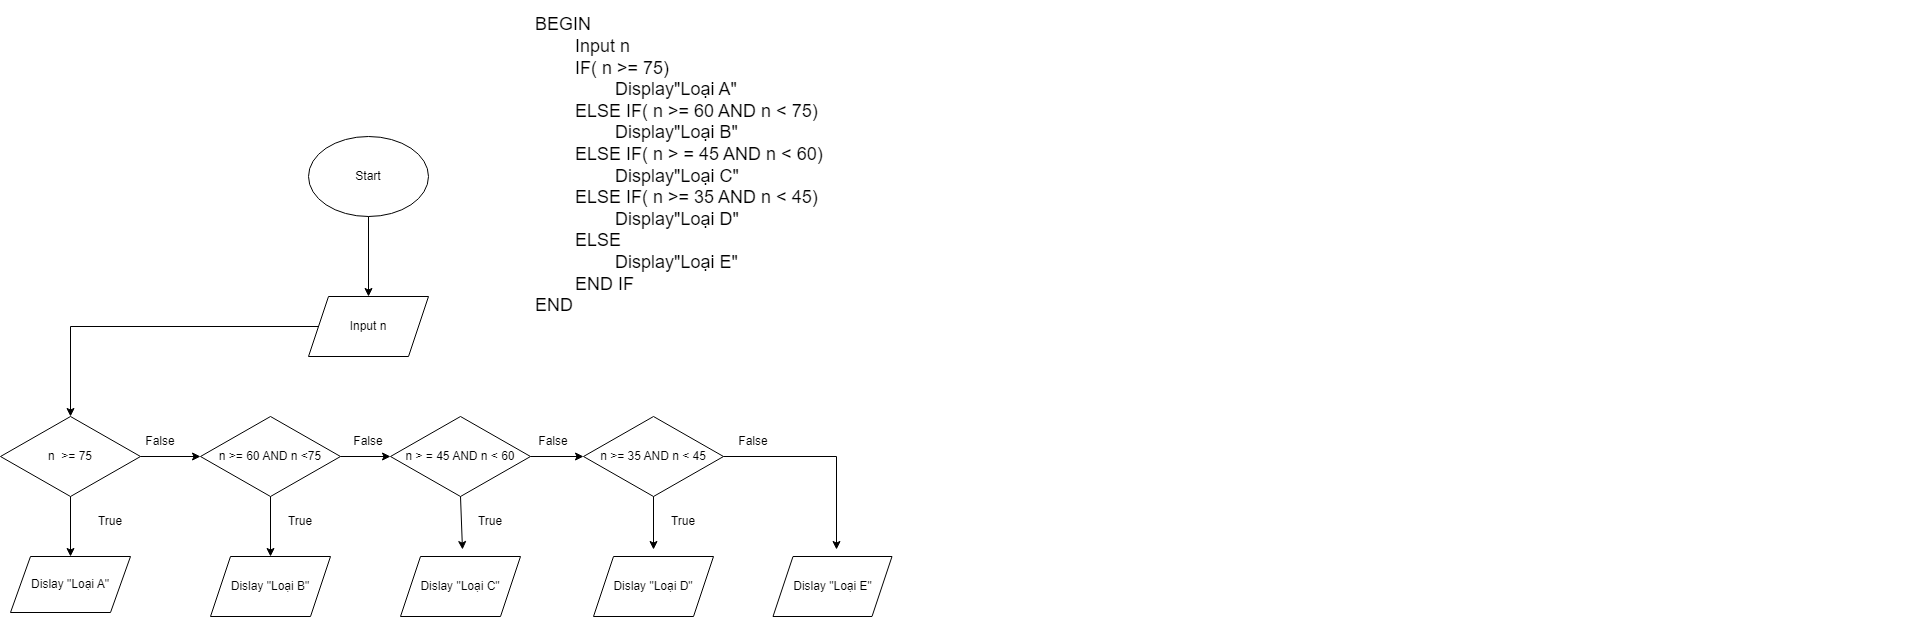 BEGIN
Input n
IF( n >= 75)
Display"Loại A"
ELSE IF( n >= 60 AND n < 75)
Display"Loại B"
ELSE IF( n > = 45 AND n < 60)
Display"Loại C"
ELSE IF( n >= 35 AND n < 45)
Display"Loại D"
ELSE
Display"Loại E"
END IF
END
Start
Input n
n >= 75
False
n >= 60 AND n <75
False
n > = 45 AND n < 60
False
n >= 35 AND n < 45
False
True
True
True
True
Dislay "Loại A"
Dislay "Loại B"
Dislay "Loại C"
Dislay "Loại D"
Dislay "Loại E"